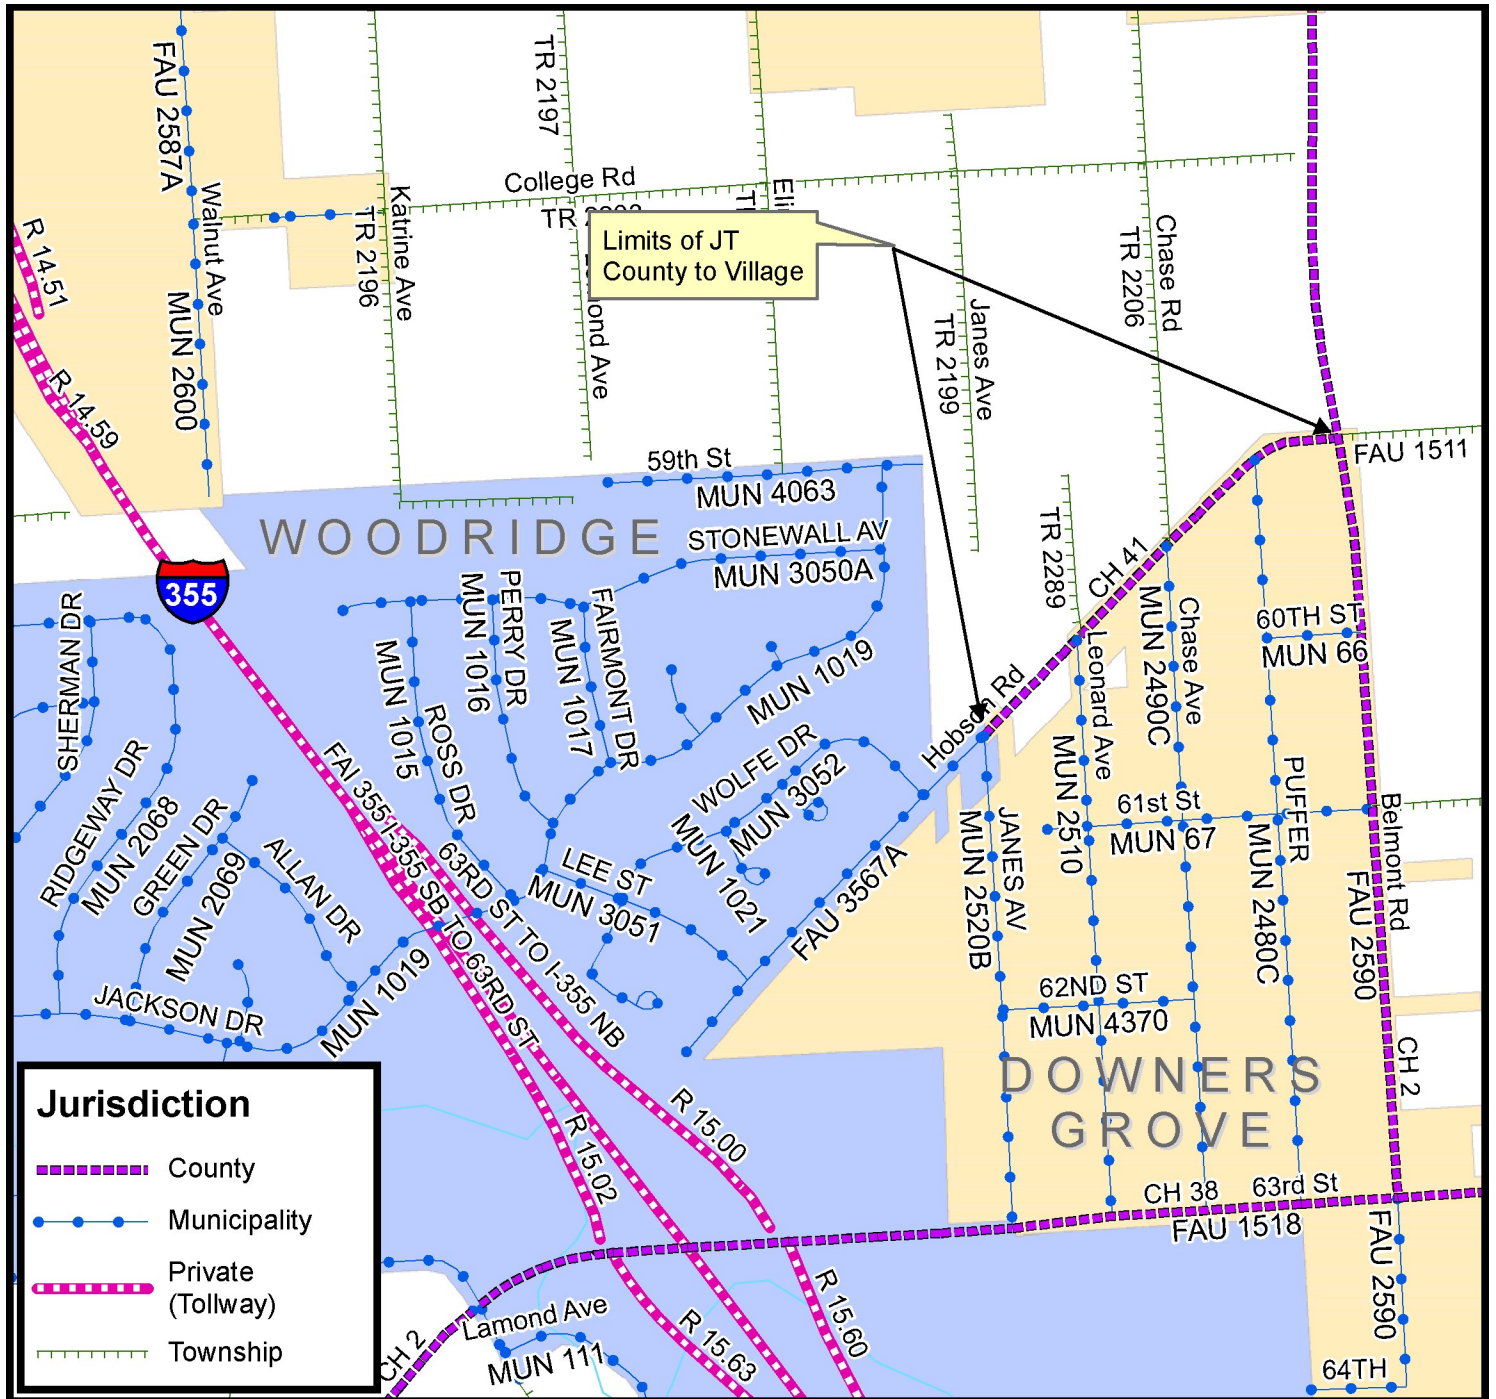 FAU 2587A
TR 2197
College Rd
TR
Walnut Ave
Katrine Ave
TR 2196
R 14.51
MUN 2600
R 14.59
Limits of JT
County to Village
Chase Rd
TR 2206
Janes Ave
TR 2199
FAU 1511
59th St
MUN 4063
WOODRIDGE
STONEWALL AV
MUN 3050A
TR 2289
CH 41
355
SHERMAN DR
PERRY DR
MUN 1016
FAIRMONT DR
MUN 1017
MUN 1015
ROSS DR
MUN 1019
60TH ST
MUN 66
Leonard Ave
MUN 2510
Chase Ave
MUN 2490C
Hobson Rd
WOLFE DR
MUN 3052
MUN 1021
RIDGEWAY DR
MUN 2068
GREEN DR
MUN 2069
ALLAN DR
FAI 355
I-355 SB TO 63RD ST
63RD ST TO I-355 NB
LEE ST
MUN 3051
FAU 3567A
JANES AV
MUN 2520B
61st St
MUN 67
PUFFER
MUN 2480C
Belmont Rd
FAU 2590
62ND ST
MUN 4370
JACKSON DR
MUN 1019
DOWNERS
GROVE
CH 2
R 15.00
R 15.02
CH 38
63rd St
FAU 1518
FAU 2590
R 15.60
R 15.63
Lamond Ave
MUN 111
CH 2
64TH
Jurisdiction
County
Municipality
Private
(Tollway)
Township